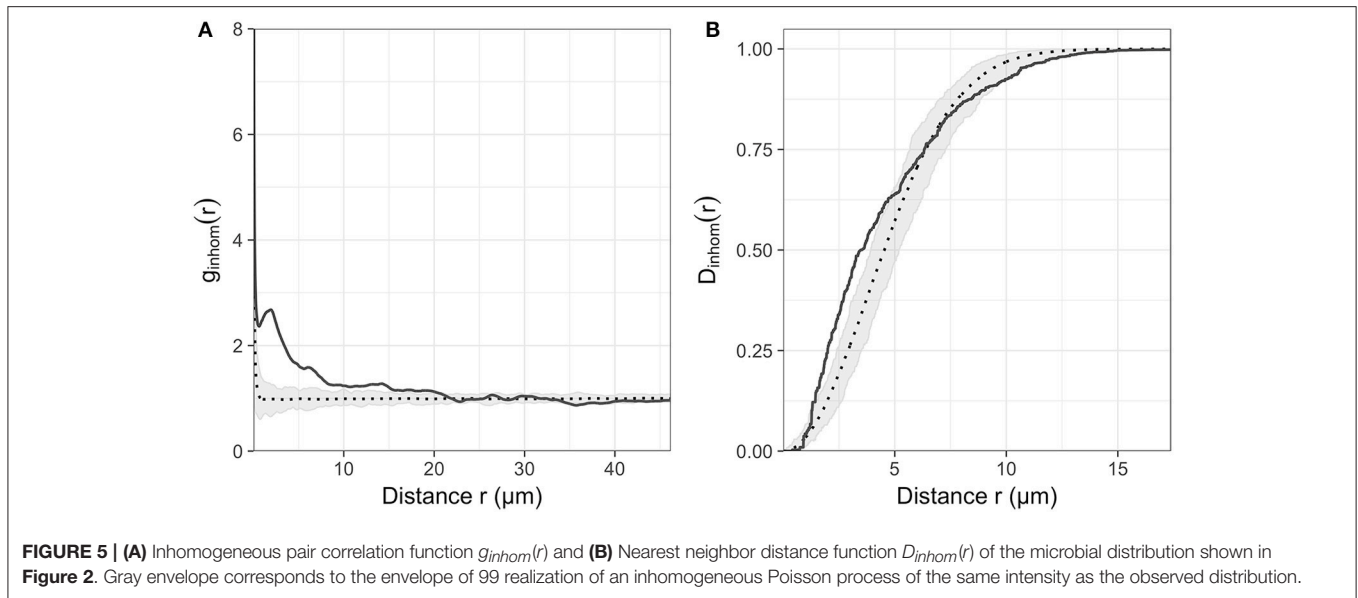 A
8
6
4
2
0
g_inhom(r)
10
20
30
40
Distance r (µm)
B
1.00
0.75
0.50
0.25
0.00
D_inhom(r)
5
10
15
Distance r (µm)
FIGURE 5 | (A) Inhomogeneous pair correlation function g_inhom(r) and (B) Nearest neighbor distance function D_inhom(r) of the microbial distribution shown in
Figure 2. Gray envelope corresponds to the envelope of 99 realization of an inhomogeneous Poisson process of the same intensity as the observed distribution.